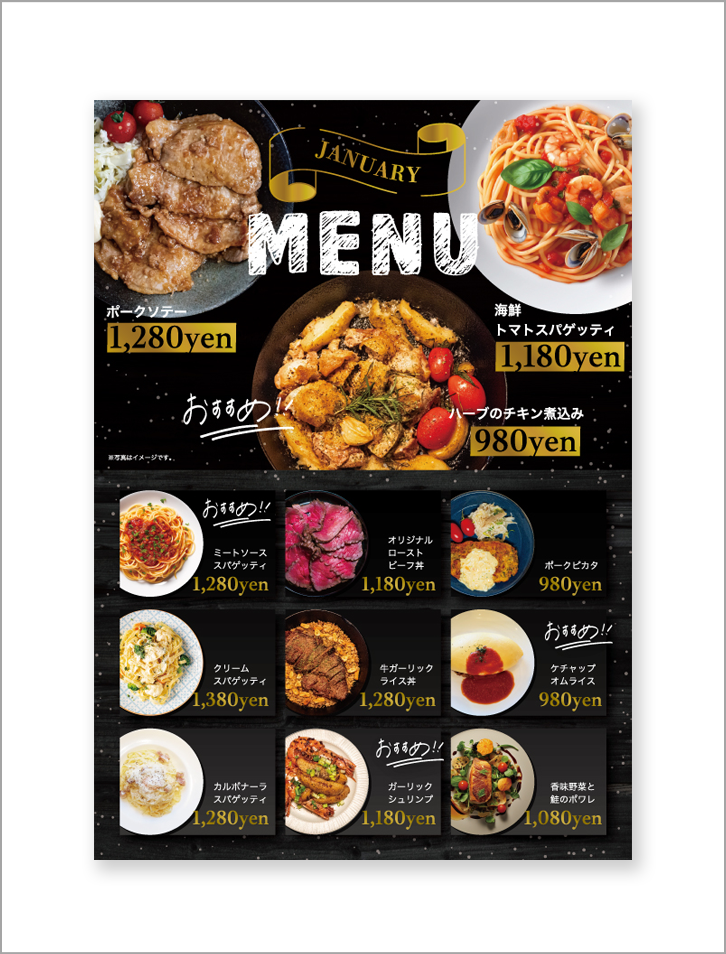 JANUARY
MENU
ポークソテー
1,280yen
海鮮
トマトスパゲッティ
1,180yen
おすすめ!!
ハーブのチキン煮込み
980yen
※写真はイメージです。
おすすめ!!
ミートソース
スパゲッティ
1,280yen
オリジナル
ロースト
ビーフ丼
1,180yen
ポークピカタ
980yen
クリーム
スパゲッティ
1,380yen
牛ガーリック
ライス丼
1,280yen
おすすめ!!
ケチャップ
オムライス
980yen
カルボナーラ
スパゲッティ
1,280yen
おすすめ!!
ガーリック
シュリンプ
1,180yen
香味野菜と
鮭のポワレ
1,080yen